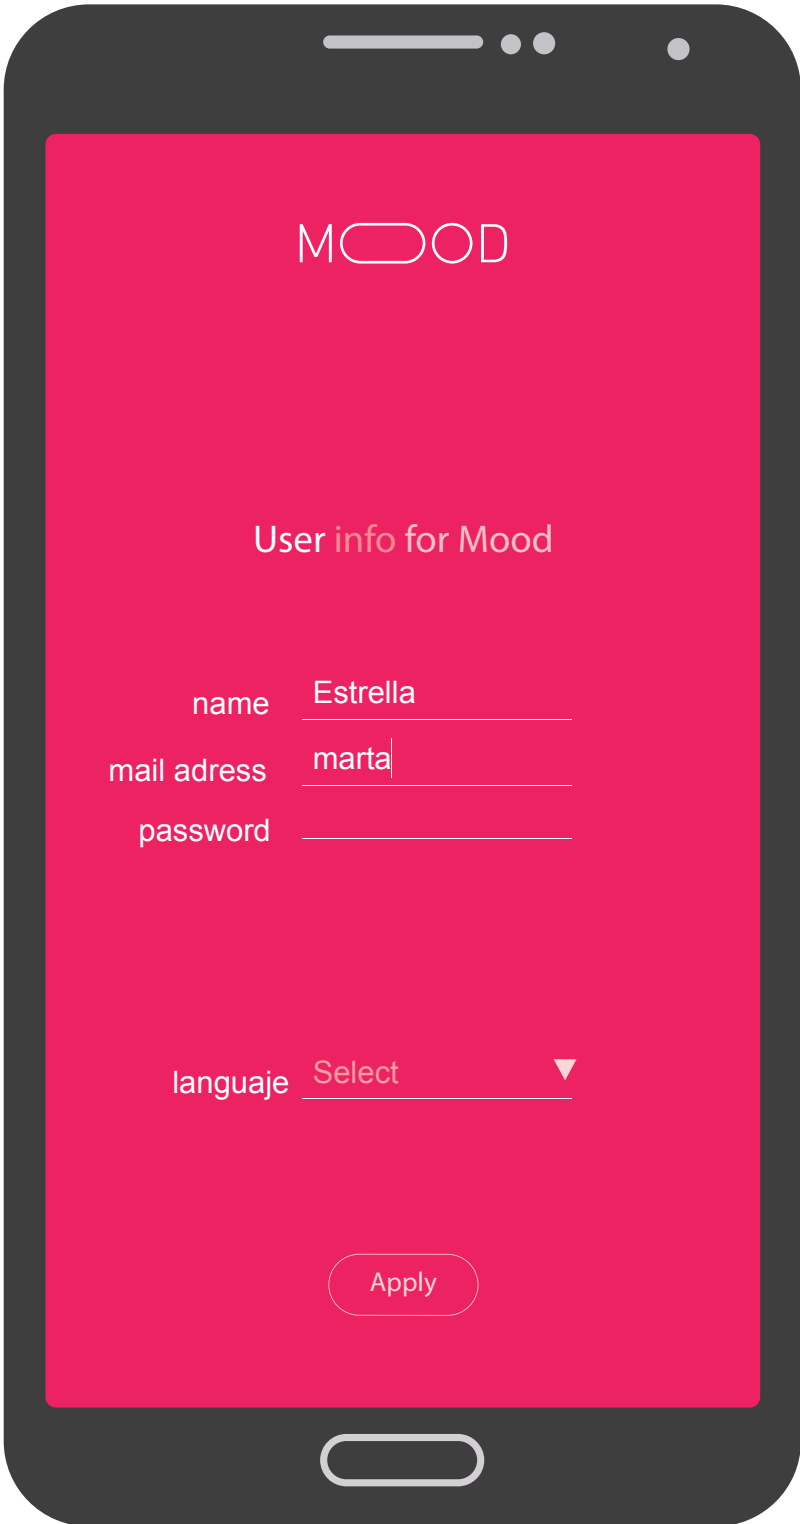 MOOD
User info for Mood
name Estrella
mail adress marta
password
languaje Select
Apply